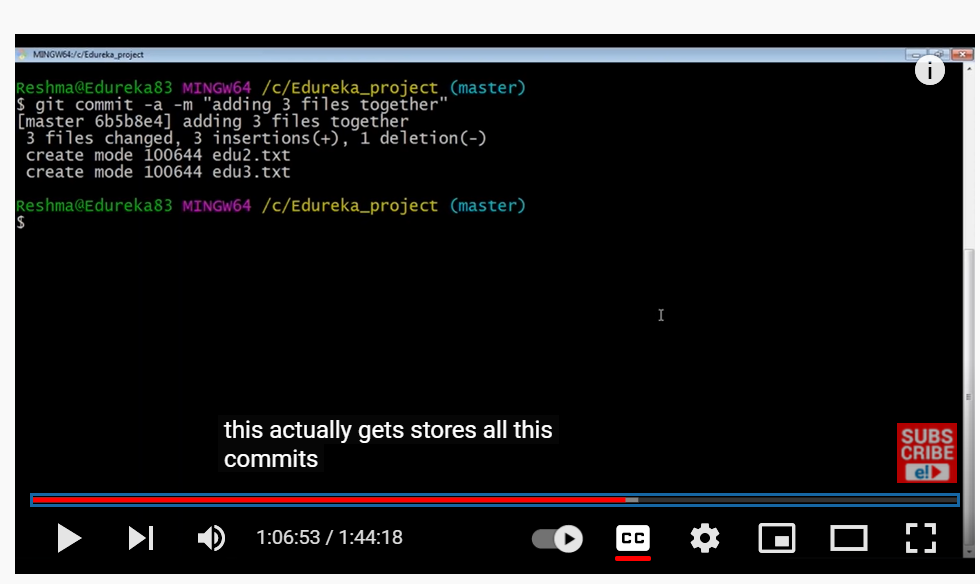 MINGW64:/c/Edureka_project
Reshma@Edureka83 MINGW64 /c/Edureka_project (master)
$ git commit -a -m "adding 3 files together"
[master 6b5b8e4] adding 3 files together
 3 files changed, 3 insertions(+), 1 deletion(-)
 create mode 100644 edu2.txt
 create mode 100644 edu3.txt
Reshma@Edureka83 MINGW64 /c/Edureka_project (master)
$
this actually gets stores all this
commits
SUBS
CRIBE
e!
1:06:53 / 1:44:18
CC